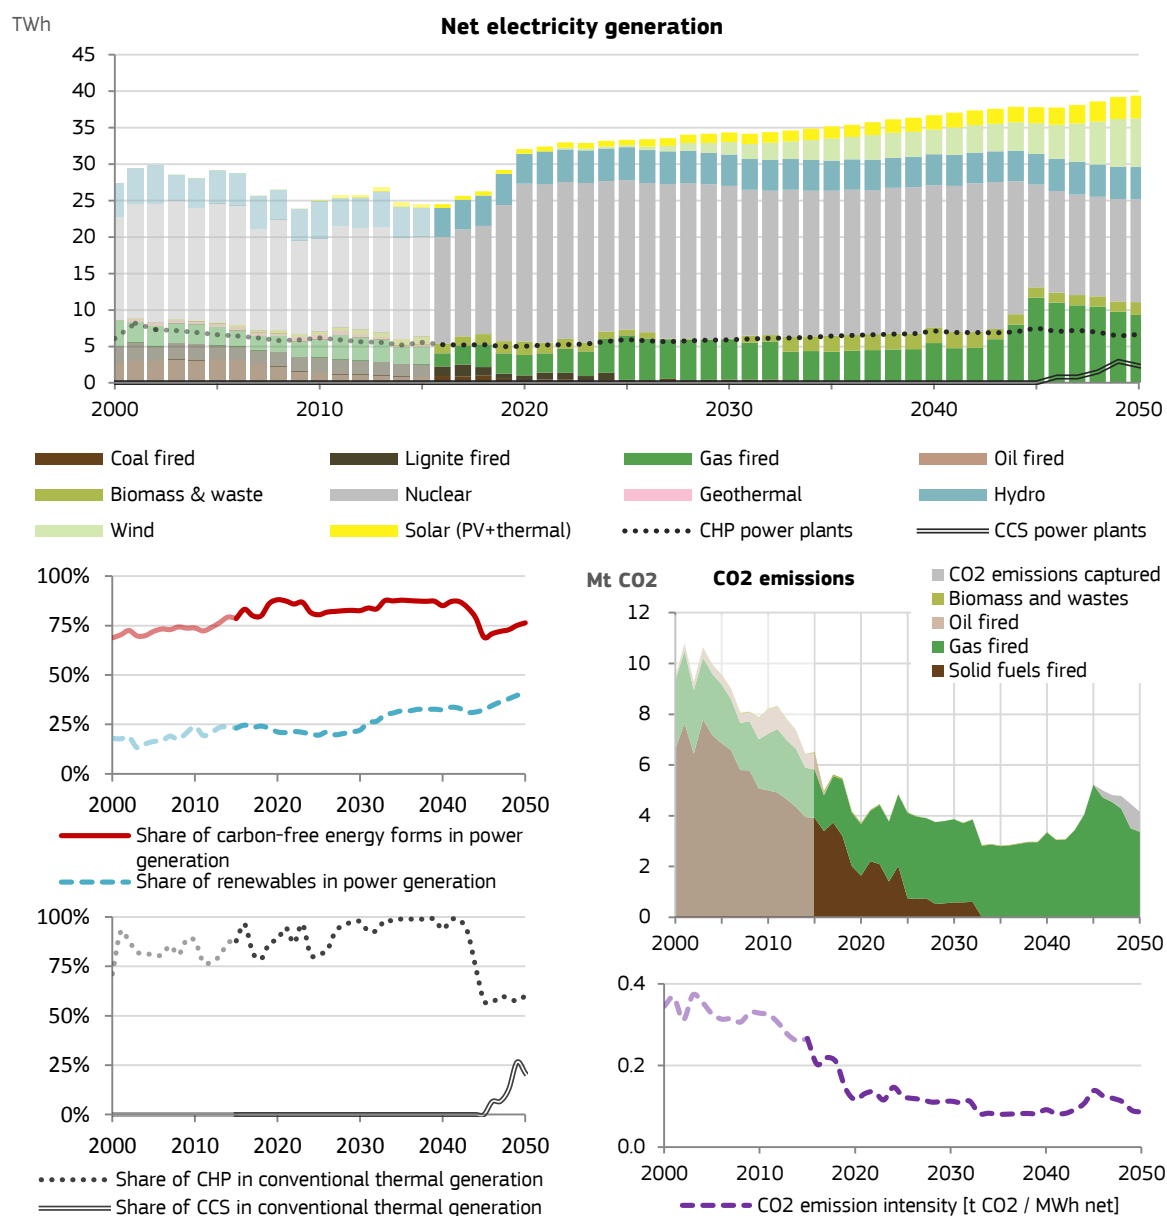 TWh
Net electricity generation
45
40
35
30
25
20
15
10
5
0
2000 2010 2020 2030 2040 2050
Coal fired Lignite fired Gas fired Oil fired
Biomass & waste Nuclear Geothermal Hydro
Wind Solar (PV+thermal) CHP power plants CCS power plants
100%
75%
50%
25%
0%
2000 2010 2020 2030 2040 2050
Share of carbon-free energy forms in power
generation
Share of renewables in power generation
Mt CO2 CO2 emissions
CO2 emissions captured
Biomass and wastes
Oil fired
Gas fired
Solid fuels fired
12
10
8
6
4
2
0
2000 2010 2020 2030 2040 2050
100%
75%
50%
25%
0%
2000 2010 2020 2030 2040 2050
Share of CHP in conventional thermal generation
Share of CCS in conventional thermal generation
0.4
0.2
0.0
2000 2010 2020 2030 2040 2050
CO2 emission intensity [t CO2 / MWh net]